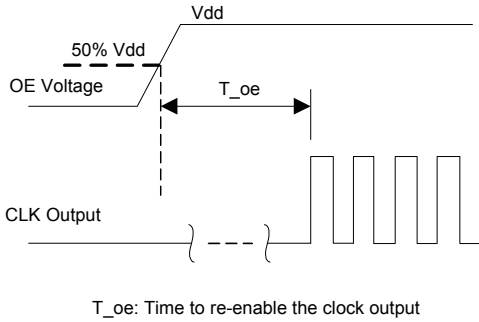 Vdd
50% Vdd
OE Voltage
T_oe
CLK Output
T_oe: Time to re-enable the clock output